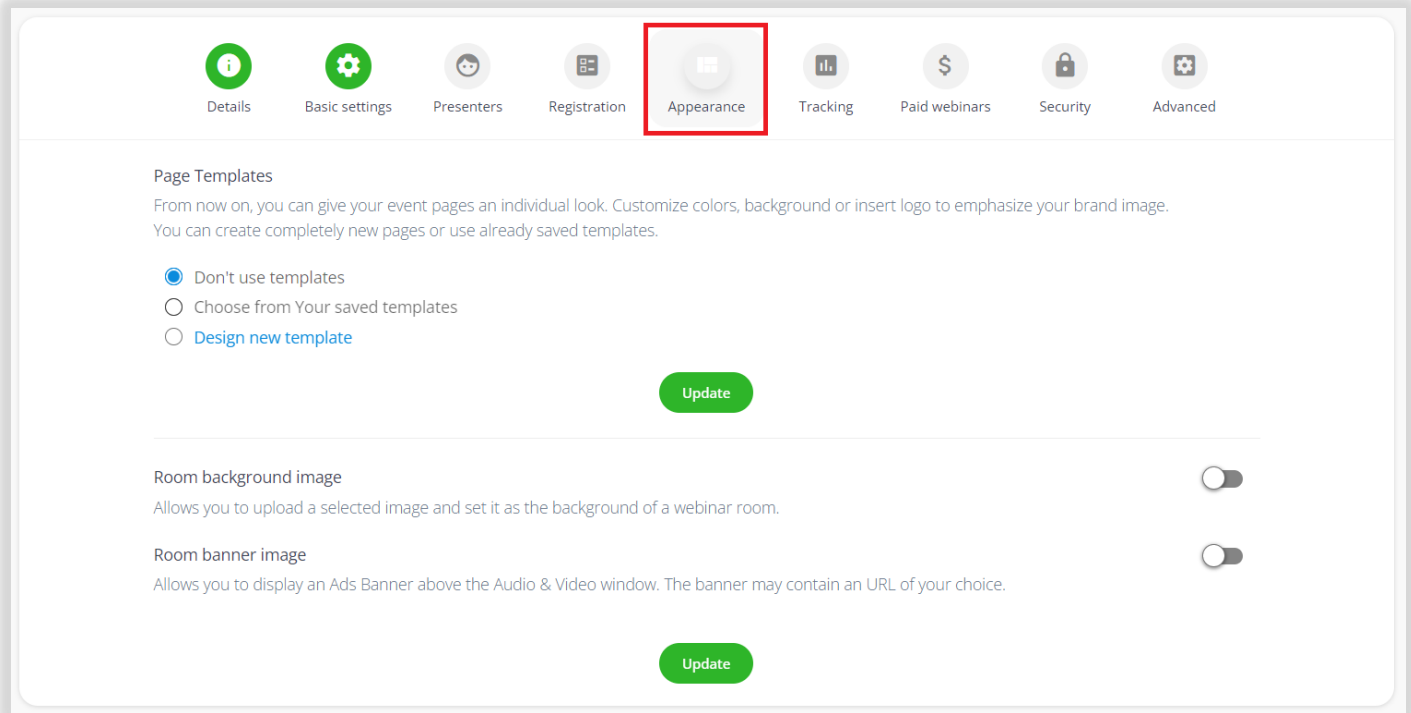 Details
Basic settings
Presenters
Registration
Appearance
Tracking
Paid webinars
Security
Advanced
Page Templates
From now on, you can give your event pages an individual look. Customize colors, background or insert logo to emphasize your brand image.
You can create completely new pages or use already saved templates.
Don't use templates
Choose from Your saved templates
Design new template
Update
Room background image
Allows you to upload a selected image and set it as the background of a webinar room.
Room banner image
Allows you to display an Ads Banner above the Audio & Video window. The banner may contain an URL of your choice.
Update